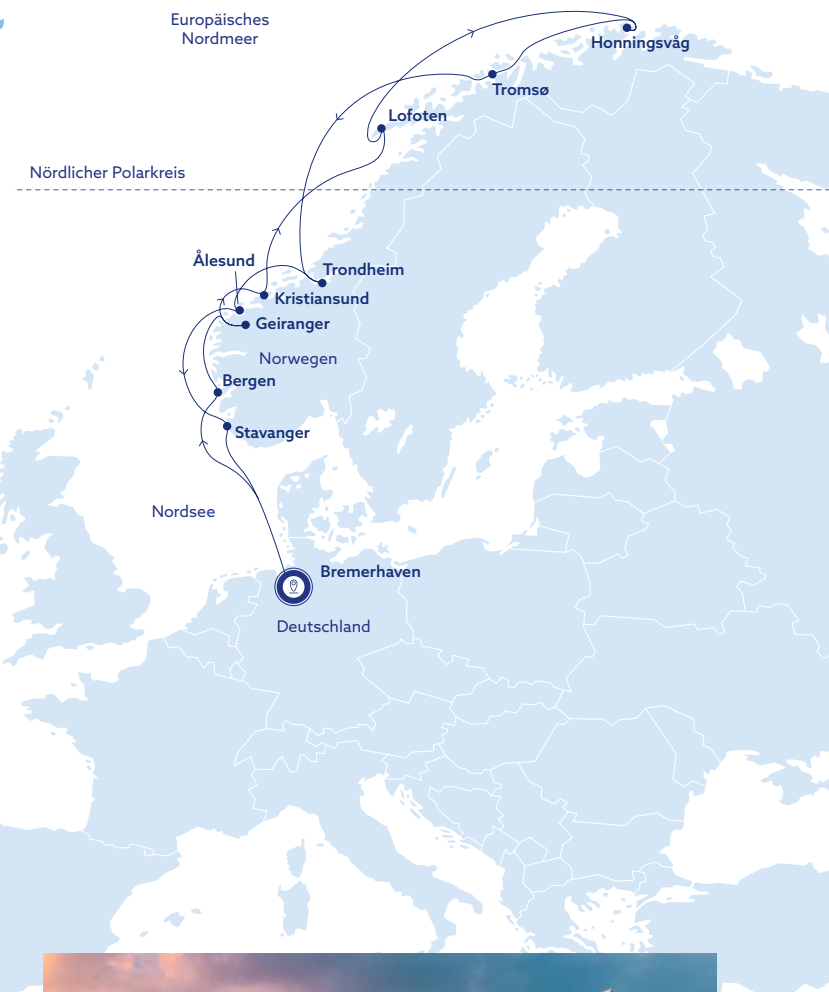 Europäisches
Nordmeer
Honningsvåg
Tromsø
Lofoten
Nördlicher Polarkreis
Ålesund
Trondheim
Kristiansund
Geiranger
Norwegen
Bergen
Stavanger
Nordsee
Bremerhaven
Deutschland